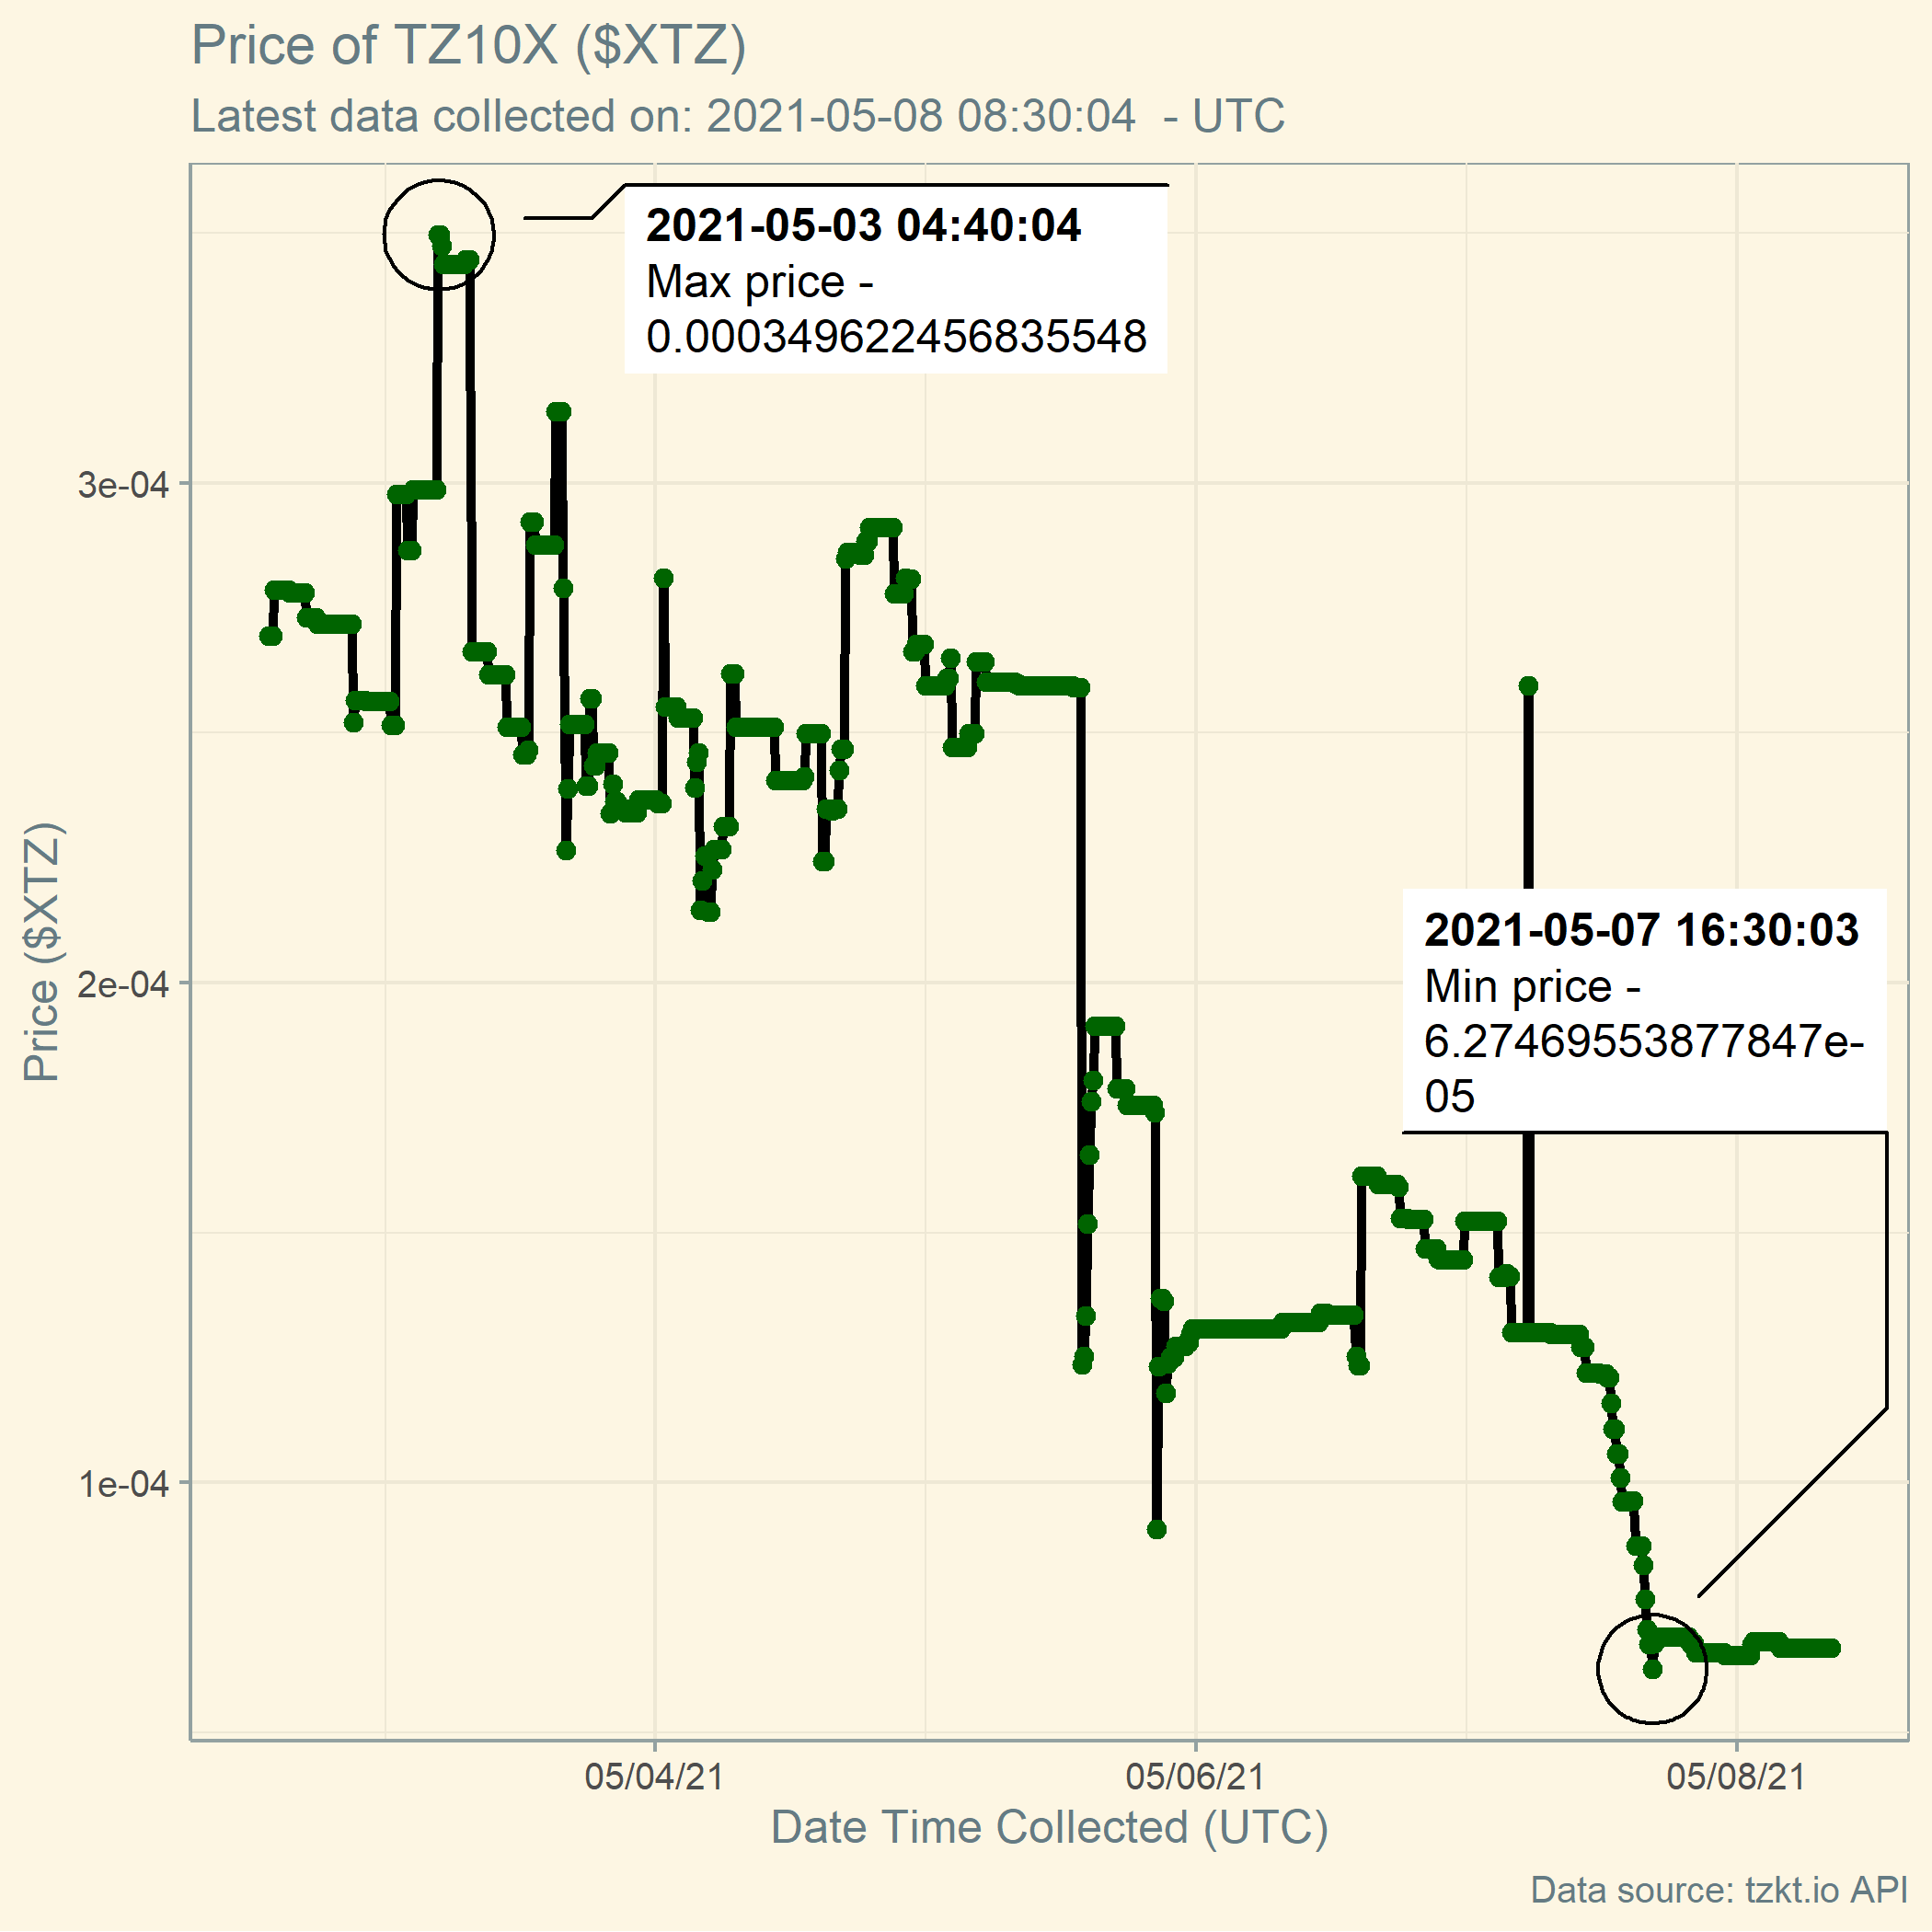 Price of TZ10X ($XTZ)
Latest data collected on: 2021-05-08 08:30:04  - UTC
2021-05-03 04:40:04
Max price -
0.000349622456835548
3e-04
2021-05-07 16:30:03
Min price -
6.27469553877847e-
05
2e-04
Price ($XTZ)
1e-04
05/04/21
05/06/21
05/08/21
Date Time Collected (UTC)
Data source: tzkt.io API